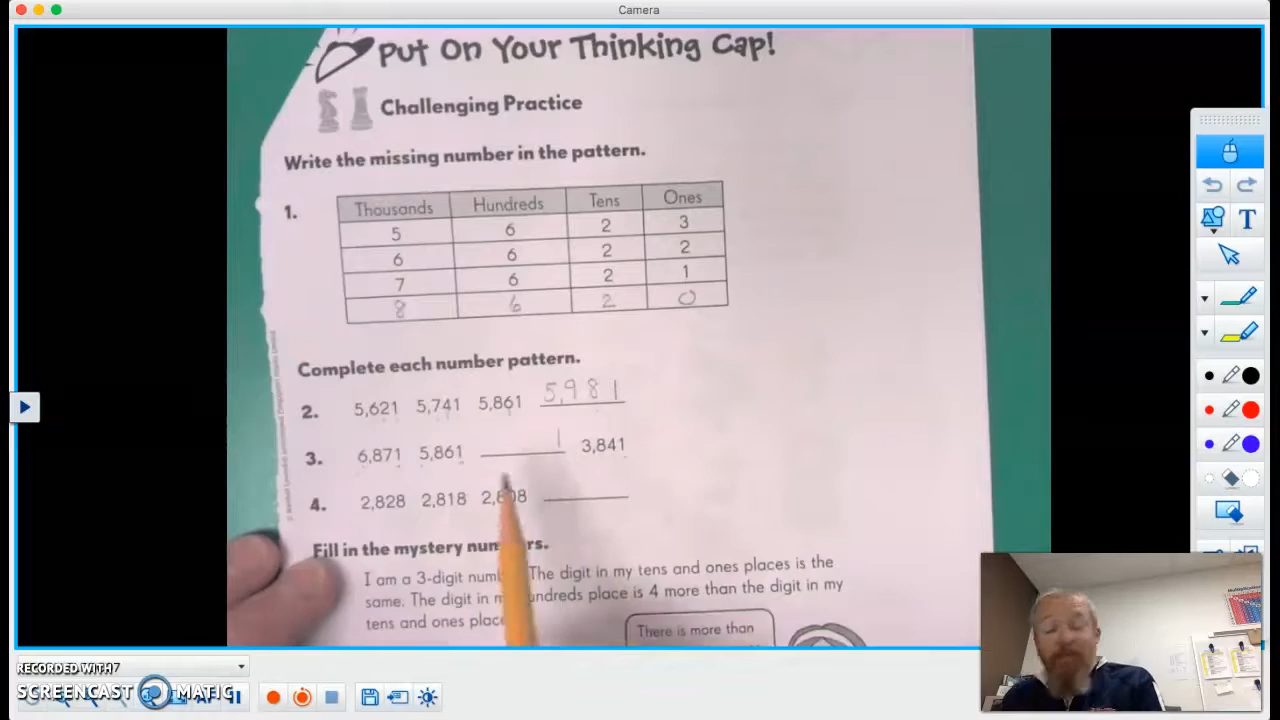 Camera
Put On Your Thinking Cap!
Challenging Practice
Write the missing number in the pattern.
1. Thousands Hundreds Tens Ones
5 6 2 3
6 6 2 2
7 6 2 1
8 6 2 0
Complete each number pattern.
2. 5,621 5,741 5,861 5,981
3. 6,871 5,861 1 3,841
4. 2,828 2,818 2,808
Fill in the mystery numbers.
I am a 3-digit The digit in my tens and ones places is the
same. The digit in place is 4 more than the digit in my
tens and ones
There is more than
T
RECORDED WITH
SCREENCAST MATIC